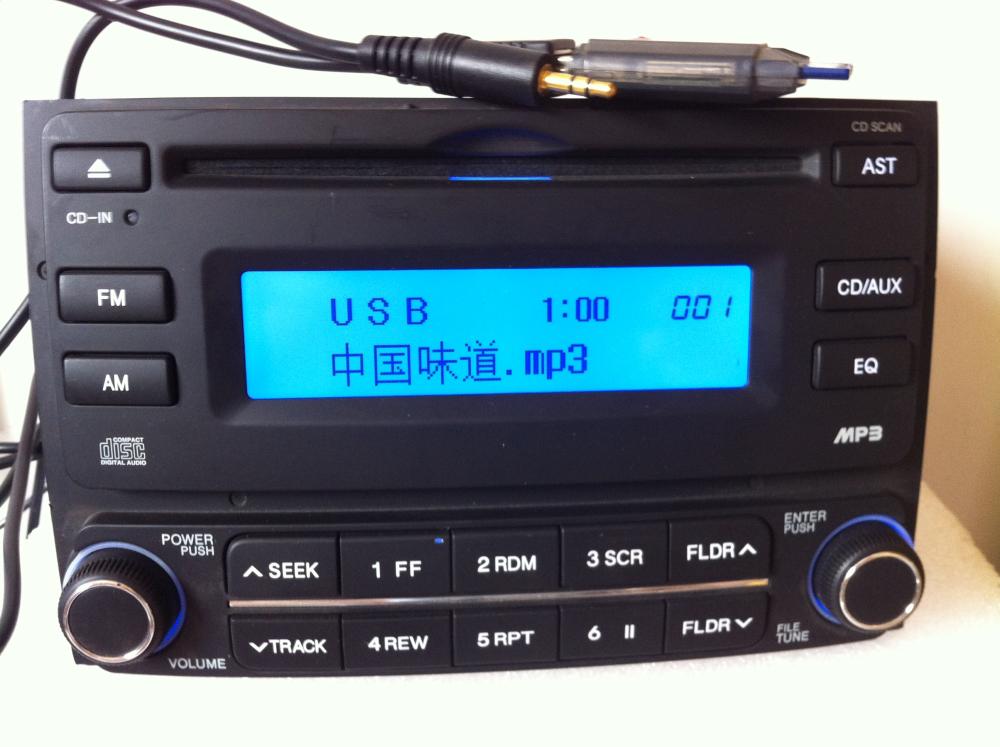 CD SCAN
AST
CD-IN
FM
CD/AUX
USB 1:00 001
中国味道.mp3
AM
EQ
COMPACT
disc
DIGITAL AUDIO
MP3
POWER
PUSH
ENTER
PUSH
SEEK
1 FF
2 RDM
3 SCR
FLDR
TRACK
4 REW
5 RPT
6
FLDR
VOLUME
FILE
TUNE